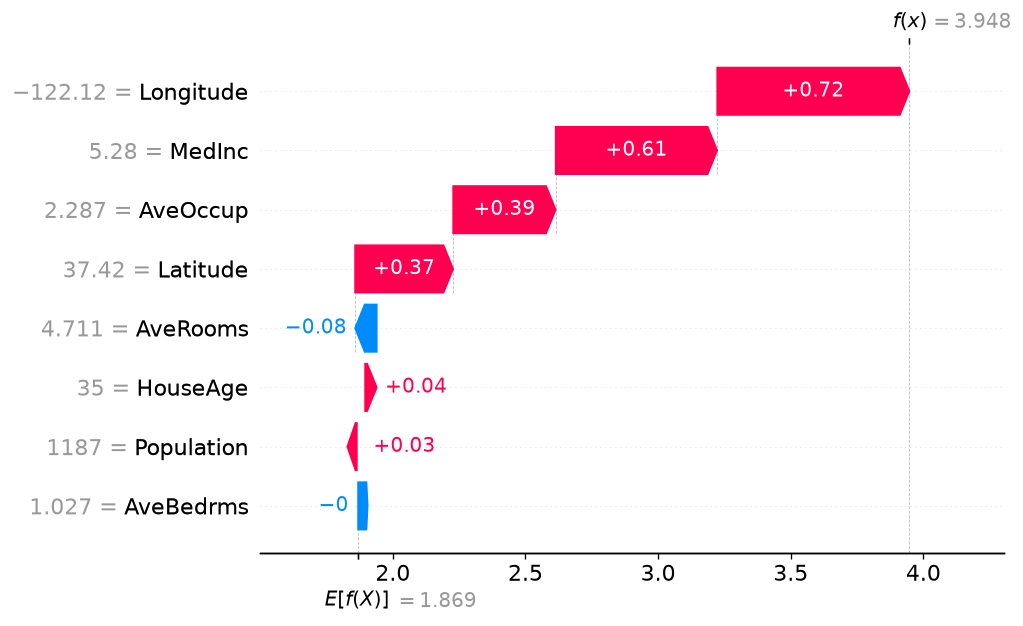 f(x) = 3.948
−122.12 = Longitude +0.72
5.28 = MedInc +0.61
2.287 = AveOccup +0.39
37.42 = Latitude +0.37
4.711 = AveRooms −0.08
35 = HouseAge +0.04
1187 = Population +0.03
1.027 = AveBedrms −0
2.0 2.5 3.0 3.5 4.0
E[f(X)] = 1.869